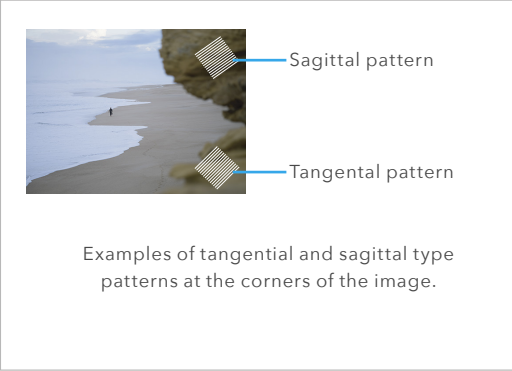 Sagittal pattern
Tangental pattern
Examples of tangential and sagittal type
patterns at the corners of the image.